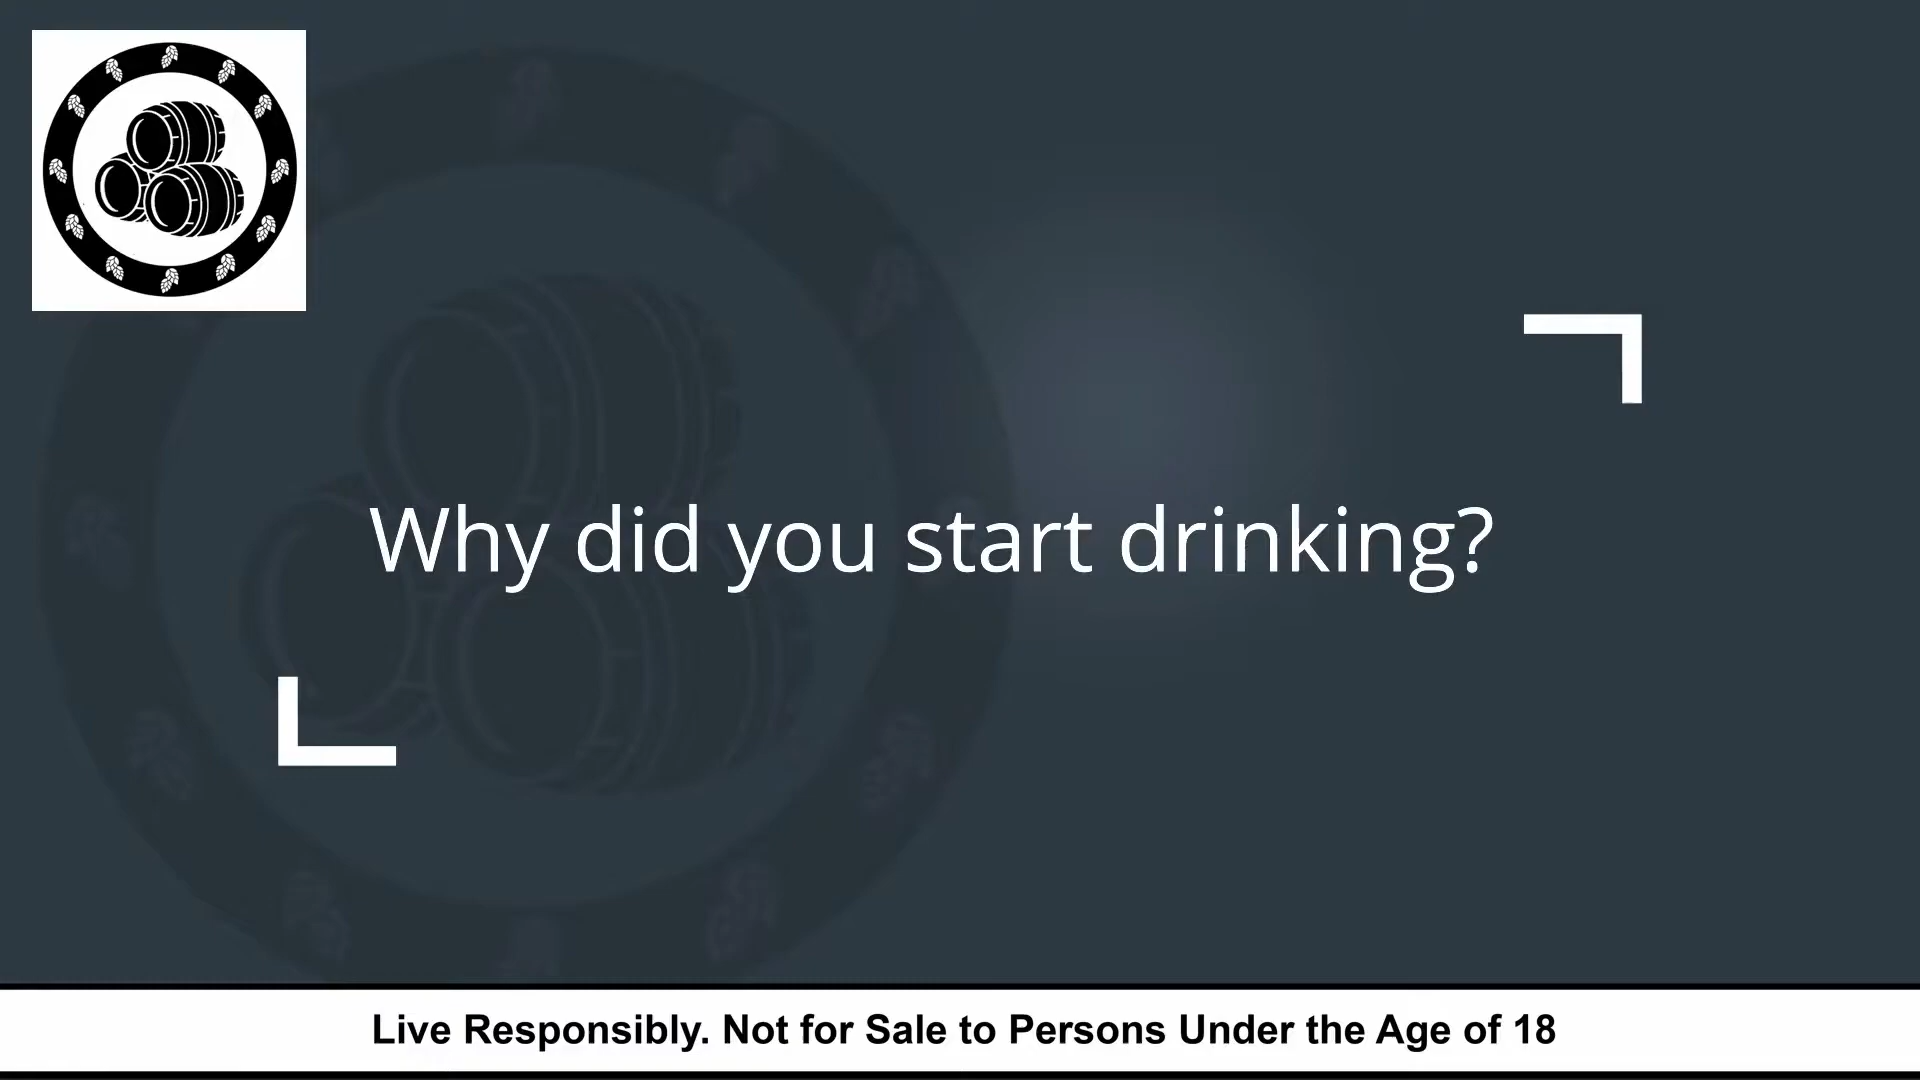 Why did you start drinking?
Live Responsibly. Not for Sale to Persons Under the Age of 18